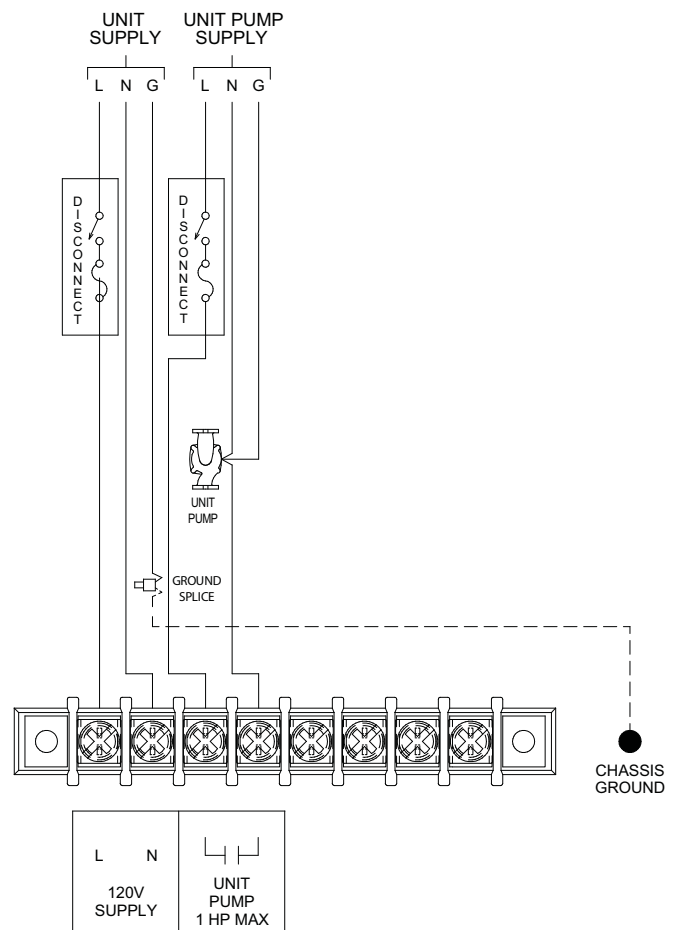 UNIT
SUPPLY
UNIT PUMP
SUPPLY
L N G
L N G
DISCONNECT
DISCONNECT
UNIT
PUMP
GROUND
SPLICE
CHASSIS
GROUND
L N
120V
SUPPLY
UNIT
PUMP
1 HP MAX